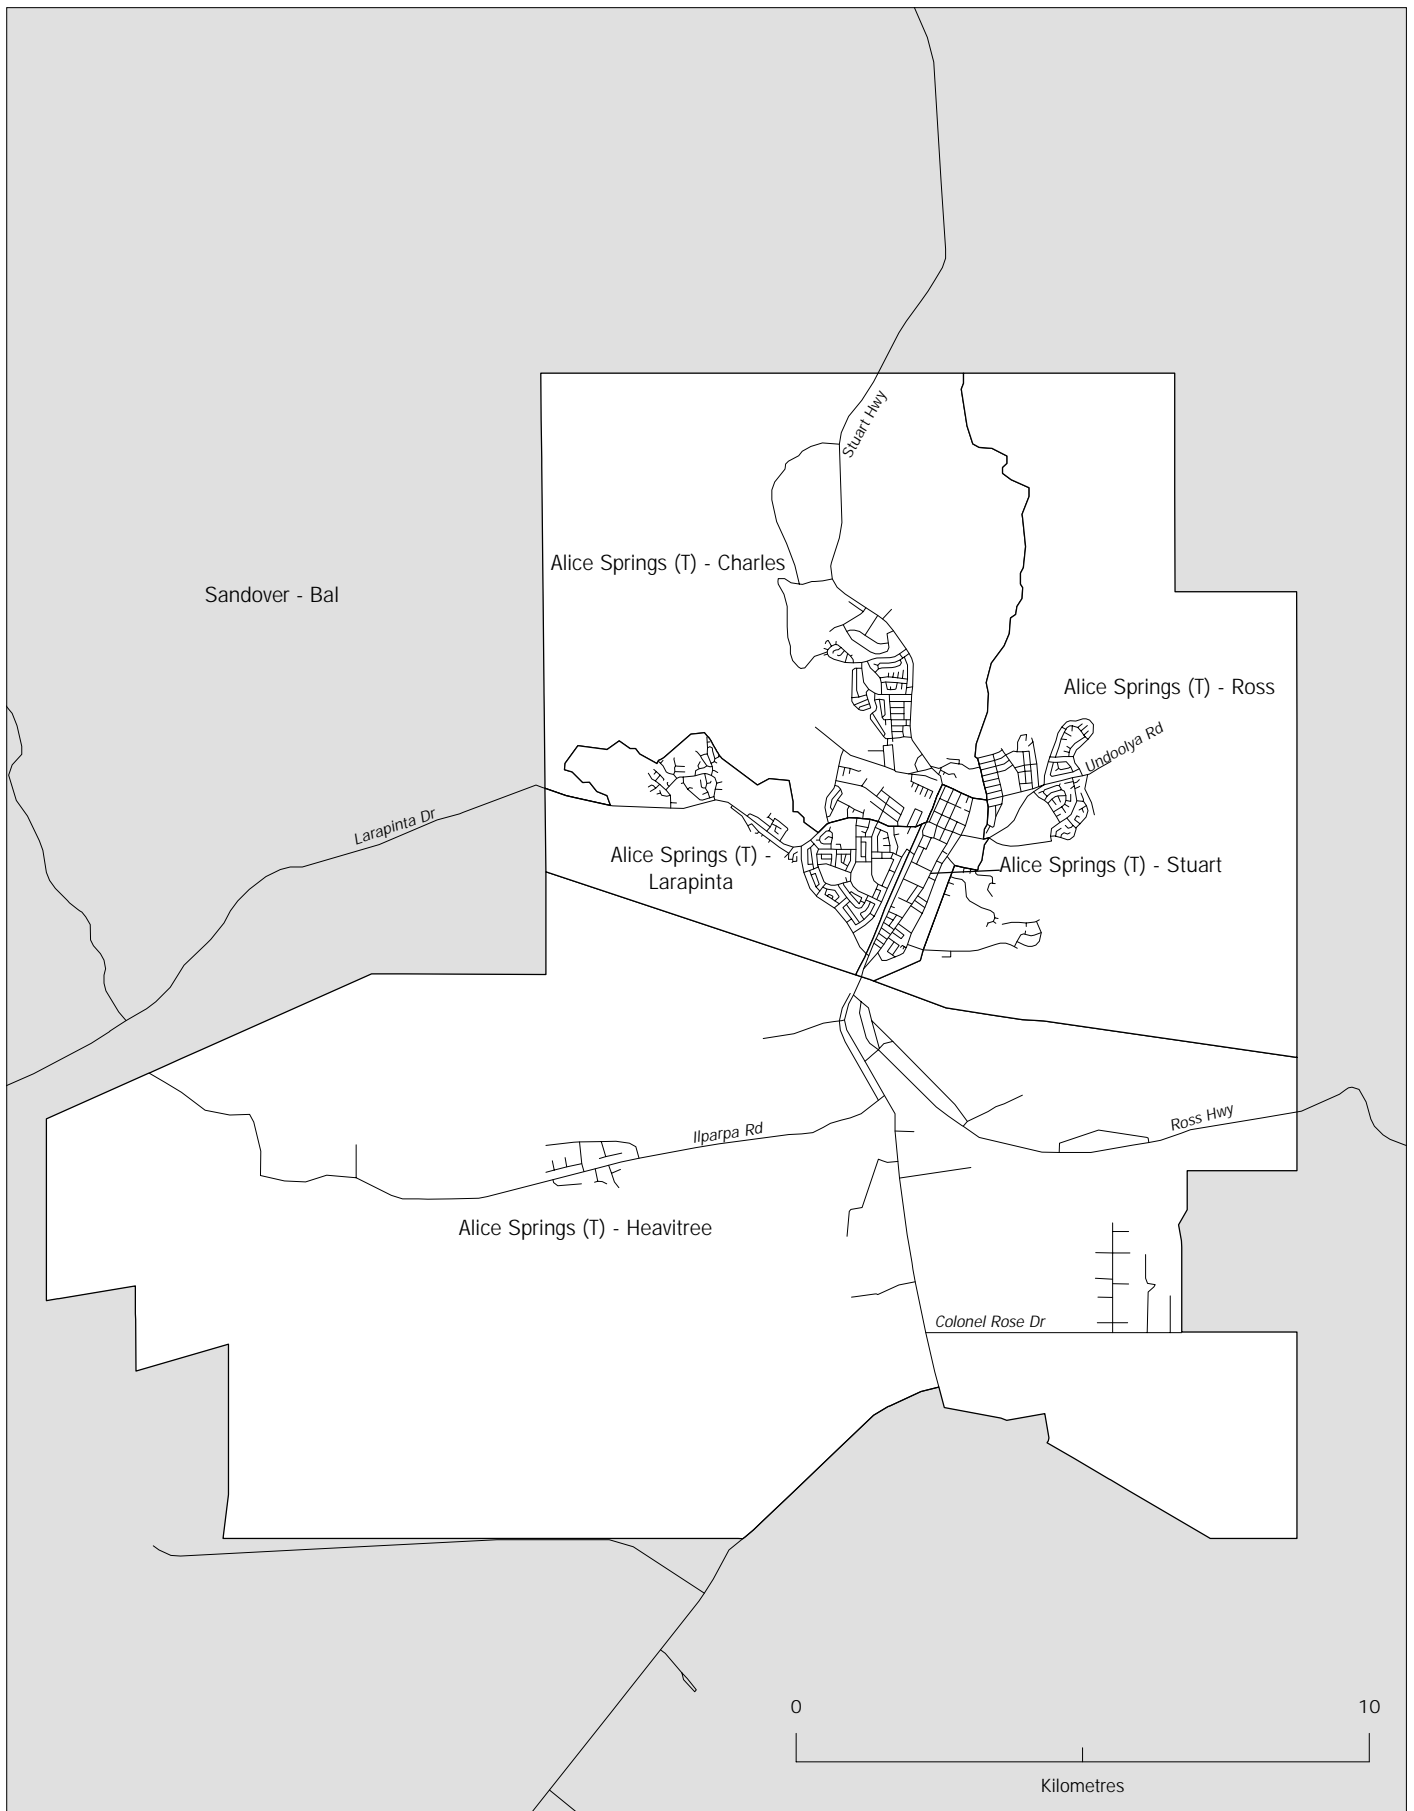 Stuart Hwy
Alice Springs (T) - Charles
Sandover - Bal
Alice Springs (T) - Ross
Undoolya Rd
Larapinta Dr
Alice Springs (T) -
Larapinta
Alice Springs (T) - Stuart
Ross Hwy
Ilparpa Rd
Alice Springs (T) - Heavitree
Colonel Rose Dr
0 10
Kilometres